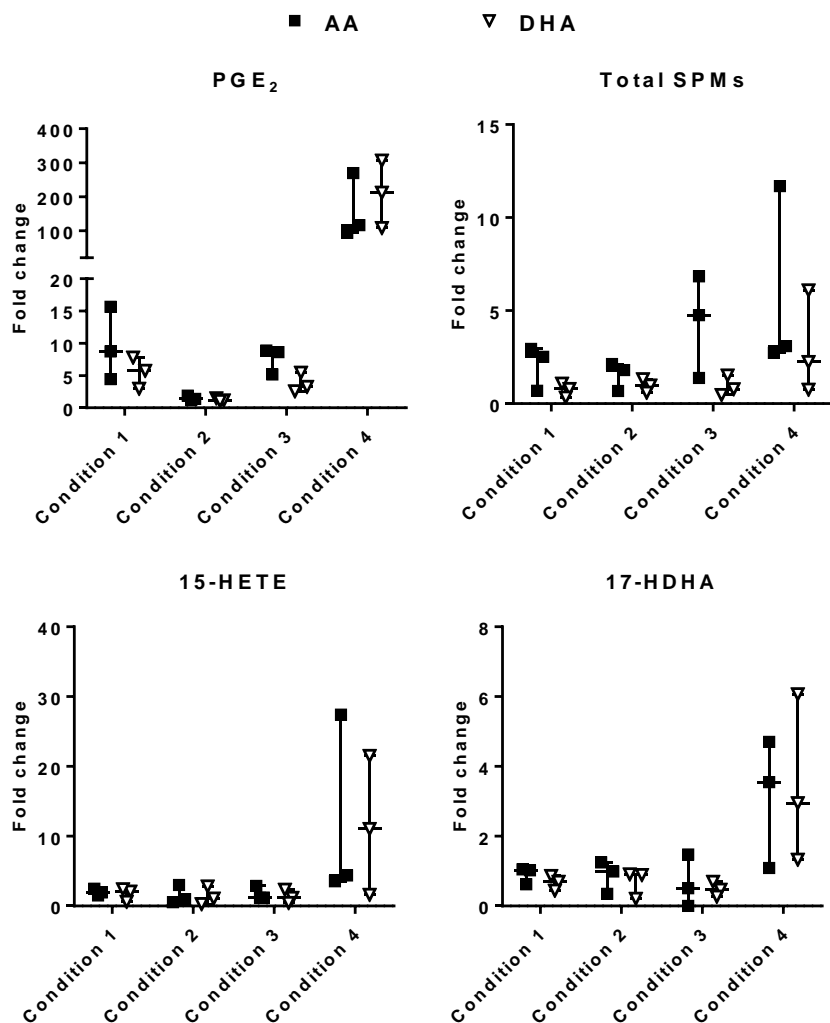 AA DHA
PGE₂
Fold change
400
300
200
100
20
15
10
5
0
Condition 1
Condition 2
Condition 3
Condition 4
Total SPMs
Fold change
15
10
5
0
Condition 1
Condition 2
Condition 3
Condition 4
15-HETE
Fold change
40
30
20
10
0
Condition 1
Condition 2
Condition 3
Condition 4
17-HDHA
Fold change
8
6
4
2
0
Condition 1
Condition 2
Condition 3
Condition 4